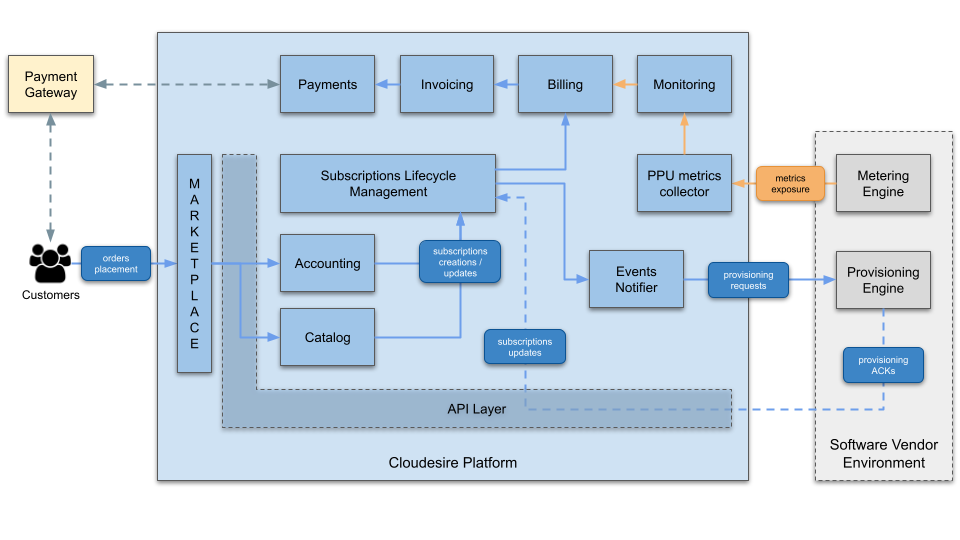 Payment
Gateway
Payments
Invoicing
Billing
Monitoring
M
A
R
K
E
T
P
L
A
C
E
Subscriptions Lifecycle
Management
PPU metrics
collector
metrics
exposure
Metering
Engine
Customers
orders
placement
Accounting
subscriptions
creations /
updates
Events
Notifier
provisioning
requests
Provisioning
Engine
Catalog
subscriptions
updates
provisioning
ACKs
API Layer
Cloudesire Platform
Software Vendor
Environment